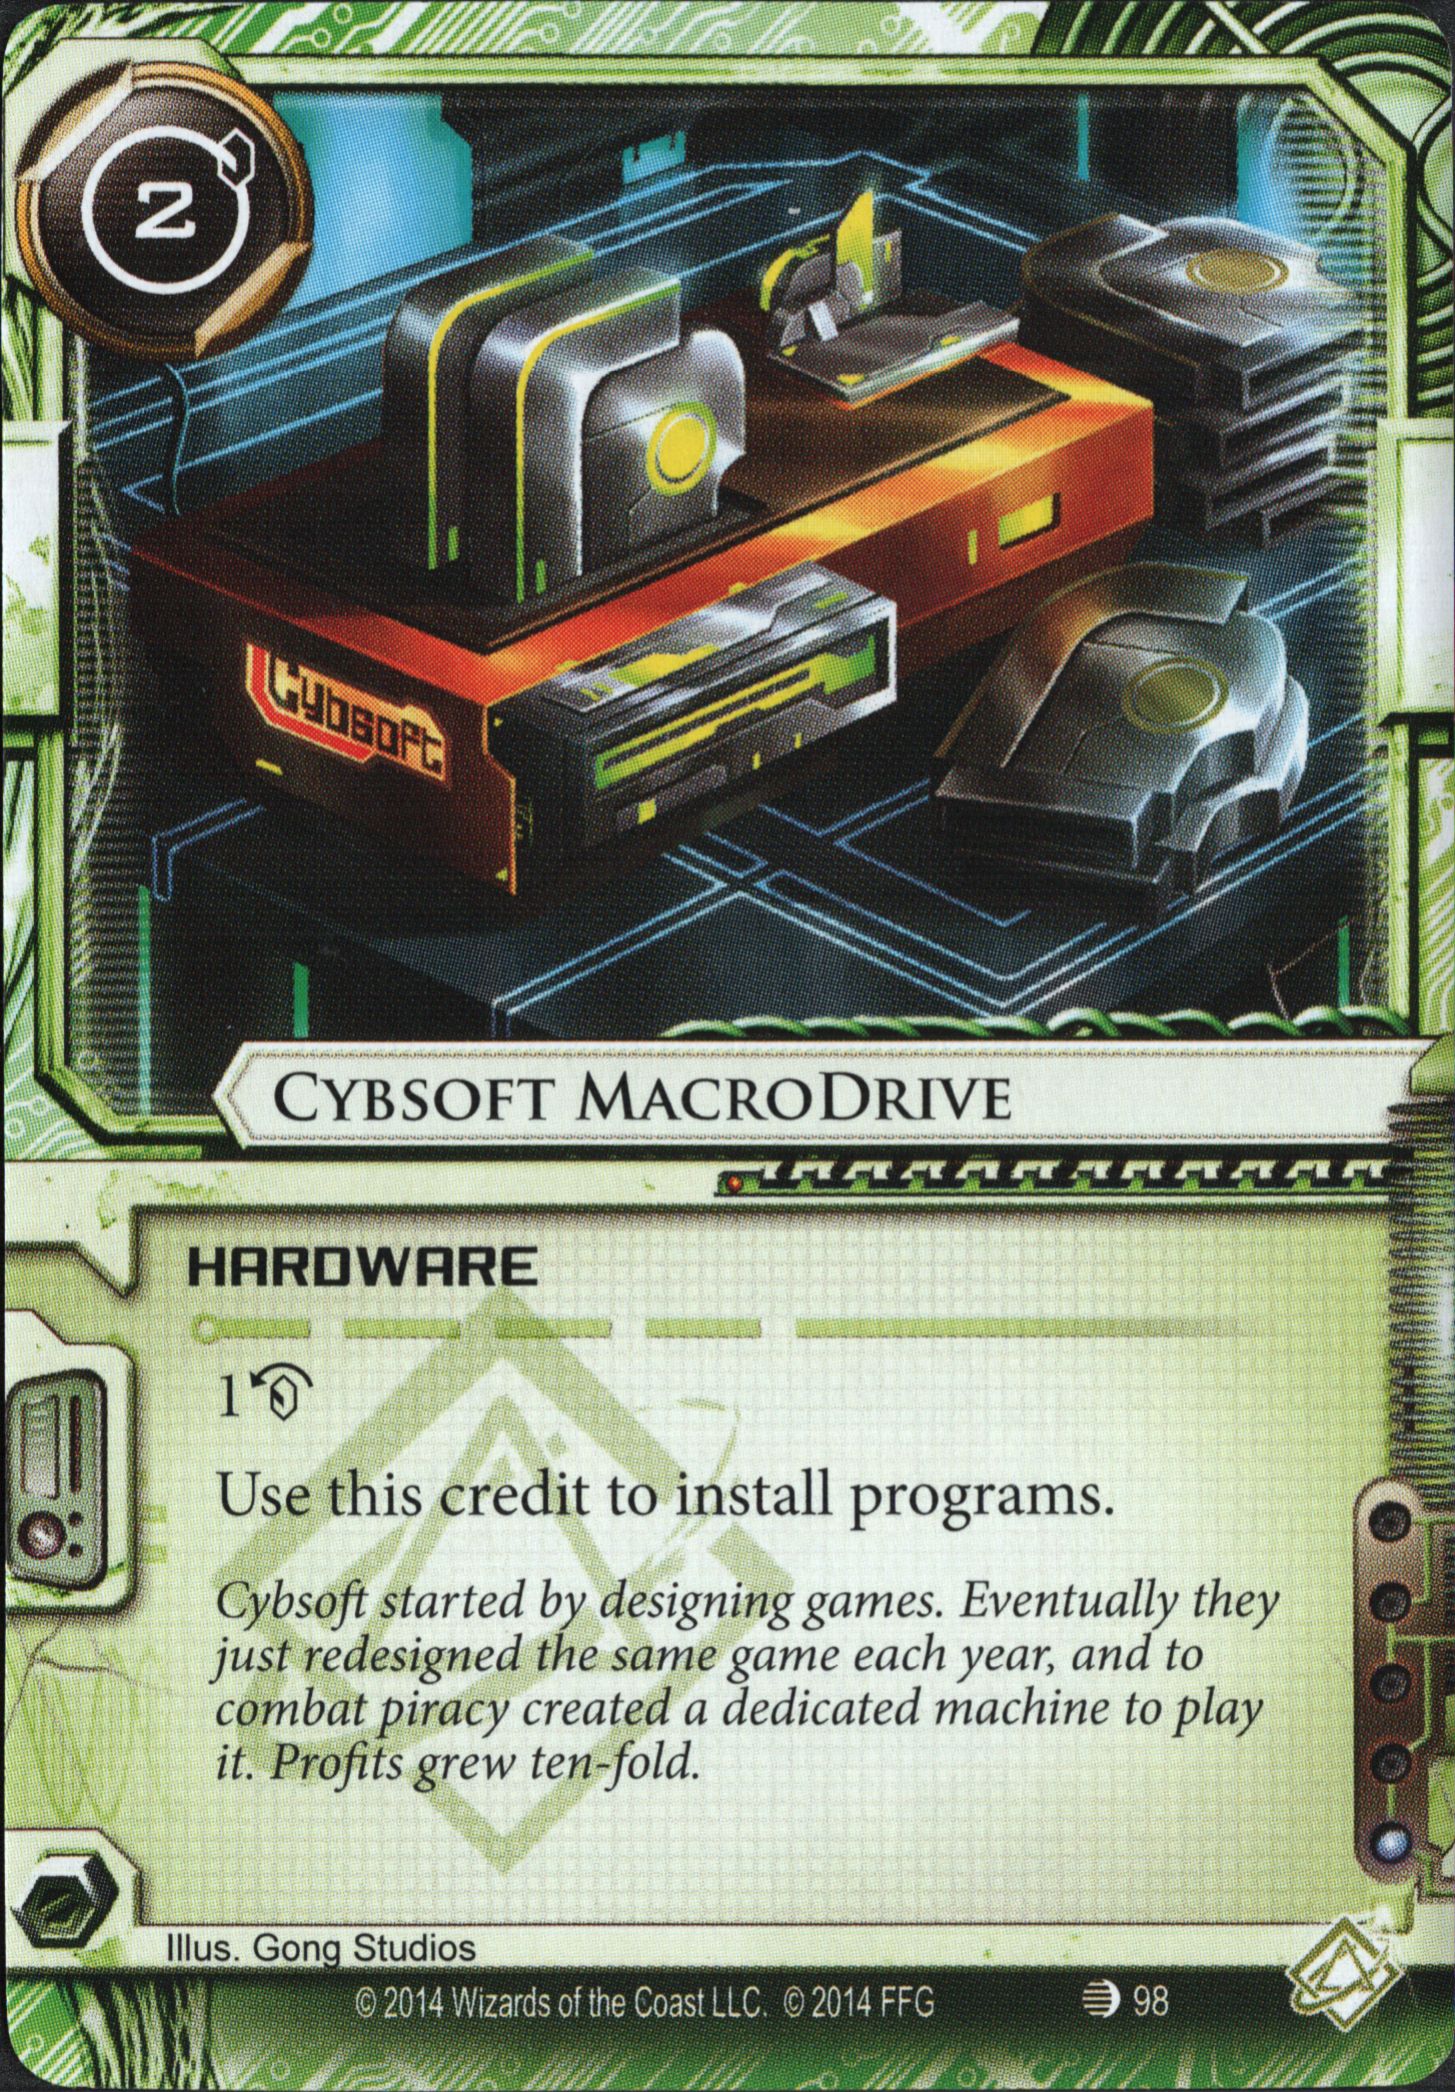 2
Cybsoft
CYBSOFT MACRODRIVE
HARDWARE
1
Use this credit to install programs.
Cybsoft started by designing games. Eventually they
just redesigned the same game each year, and to
combat piracy created a dedicated machine to play
it. Profits grew ten-fold.
Illus. Gong Studios
© 2014 Wizards of the Coast LLC. © 2014 FFG 98